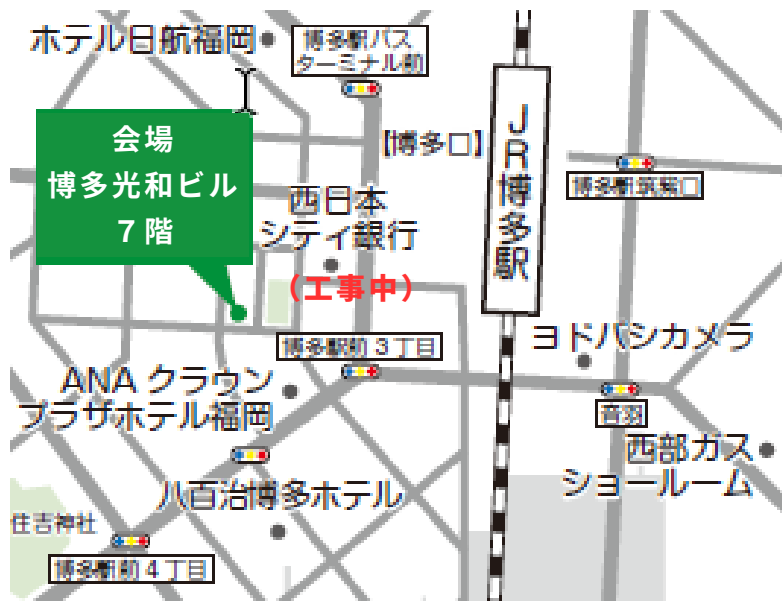 ホテル日航福岡
博多駅バス
ターミナル前
【博多口】
JR博多駅
会場
博多光和ビル
7階
博多駅筑紫口
西日本
シティ銀行
(工事中)
博多駅前3丁目
ヨドバシカメラ
ANAクラウン
プラザホテル福岡
音羽
西部ガス
ショールーム
八百治博多ホテル
住吉神社
博多駅前4丁目